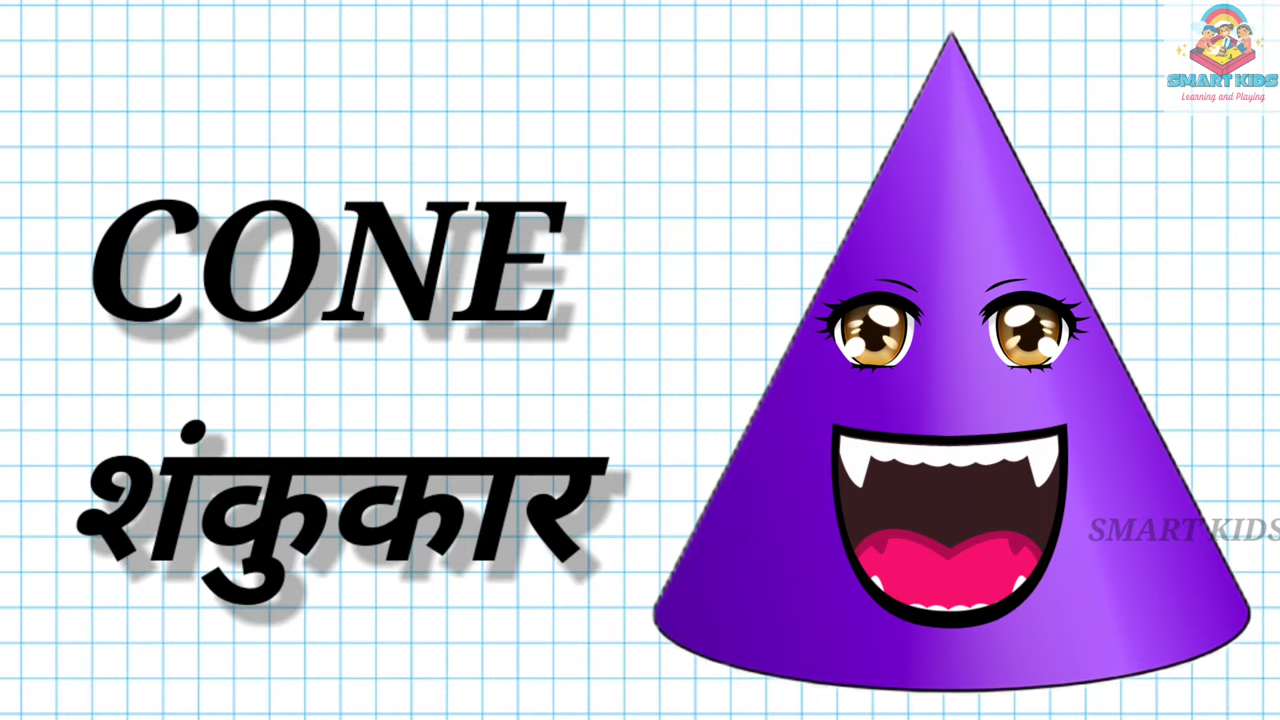 SMART KIDS
Learning and Playing
CONE
शंकुकार
SMART KIDS